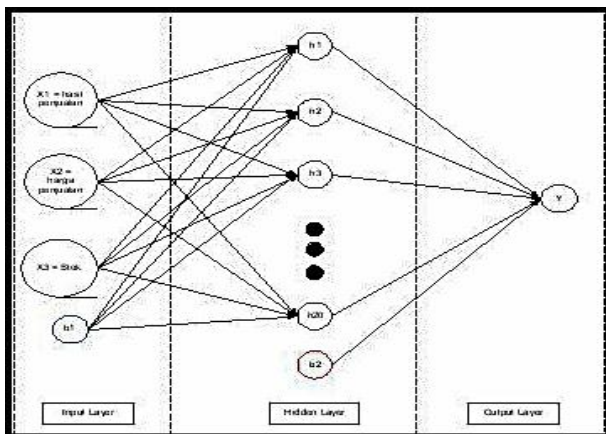 X1 = hasil
penjualan
X2 =
harga
penjualan
X3 = Stok
b1
h1
h2
h3
h20
b2
Y
Input Layer
Hidden Layer
Output Layer